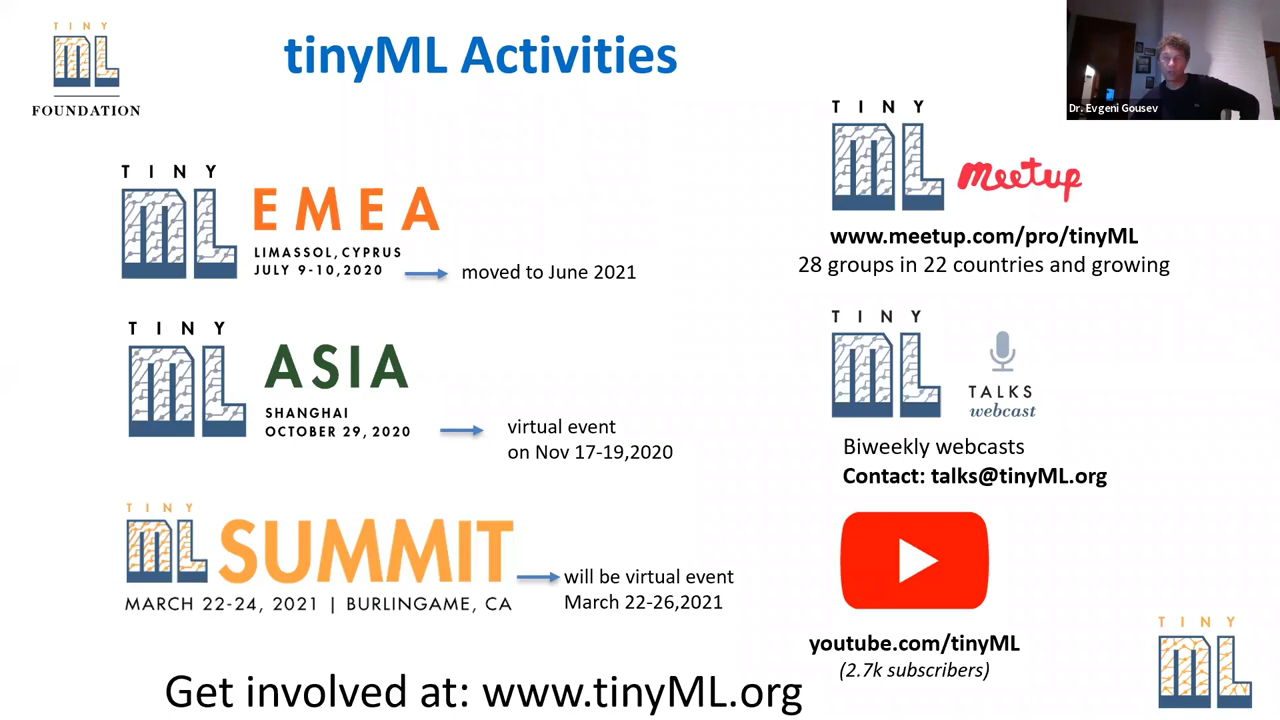 TINY
ML
FOUNDATION
tinyML Activities
Dr. Evgeni Gousev
TINY
ML EMEA
LIMASSOL, CYPRUS
JULY 9-10, 2020
moved to June 2021
TINY
ML ASIA
SHANGHAI
OCTOBER 29, 2020
virtual event
on Nov 17-19,2020
TINY
ML SUMMIT
MARCH 22-24, 2021 | BURLINGAME, CA
will be virtual event
March 22-26,2021
TINY
ML meetup
www.meetup.com/pro/tinyML
28 groups in 22 countries and growing
TINY
ML
TALKS
webcast
Biweekly webcasts
Contact: talks@tinyML.org
youtube.com/tinyML
(2.7k subscribers)
Get involved at: www.tinyML.org
TINY
ML